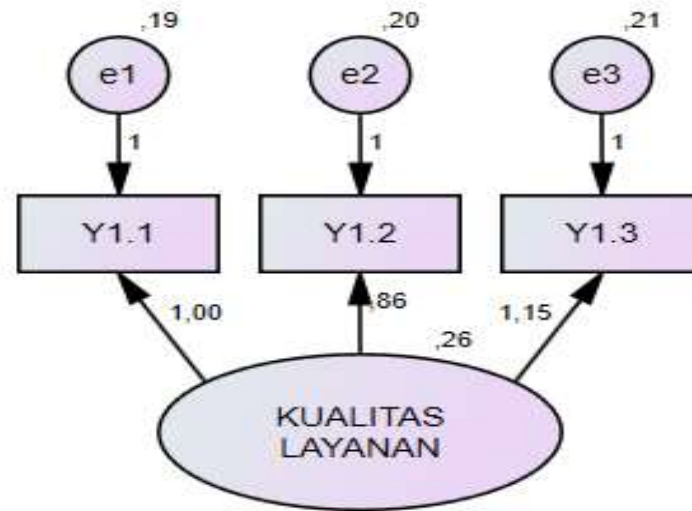 ,19
,20
,21
e1
e2
e3
1
1
1
Y1.1
Y1.2
Y1.3
1,00
,86
1,15
,26
KUALITAS
LAYANAN